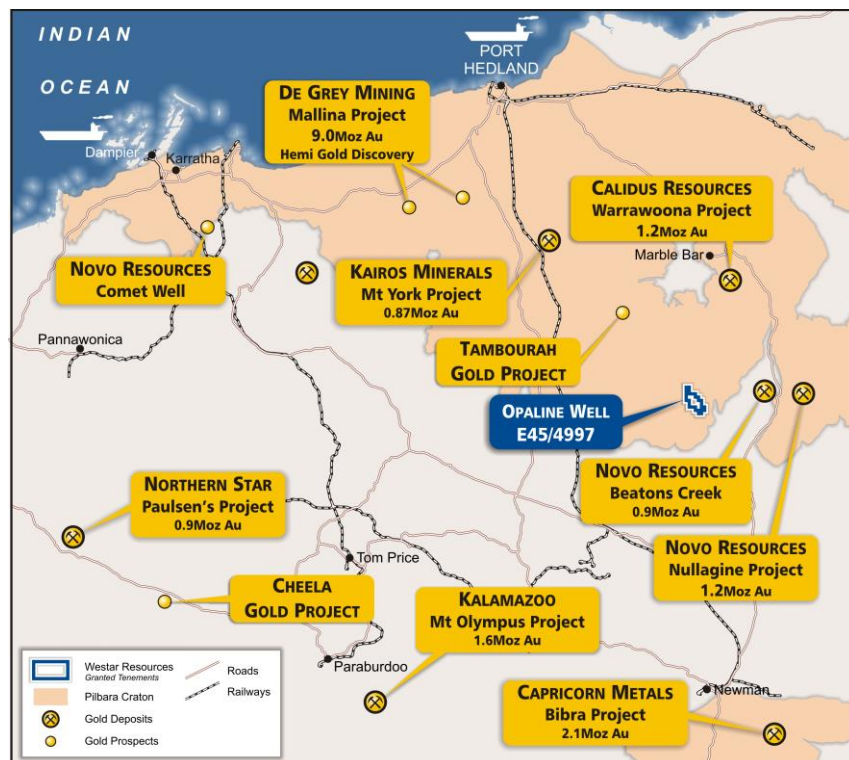 INDIAN
OCEAN
PORT
HEDLAND
DE GREY MINING
Mallina Project
9.0Moz Au
Hemi Gold Discovery
Dampier
Karratha
CALIDUS RESOURCES
Warrawoona Project
1.2Moz Au
Marble Bar
NOVO RESOURCES
Comet Well
KAIROS MINERALS
Mt York Project
0.87Moz Au
Pannawonica
TAMBOURAH
GOLD PROJECT
OPALINE WELL
E45/4997
NOVO RESOURCES
Beatons Creek
0.9Moz Au
NORTHERN STAR
Paulsen's Project
0.9Moz Au
NOVO RESOURCES
Nullagine Project
1.2Moz Au
Tom Price
CHEELA
GOLD PROJECT
KALAMAZOO
Mt Olympus Project
1.6Moz Au
Paraburdoo
Newman
CAPRICORN METALS
Bibra Project
2.1Moz Au
Westar Resources
Granted Tenements
Pilbara Craton
Gold Deposits
Gold Prospects
Roads
Railways